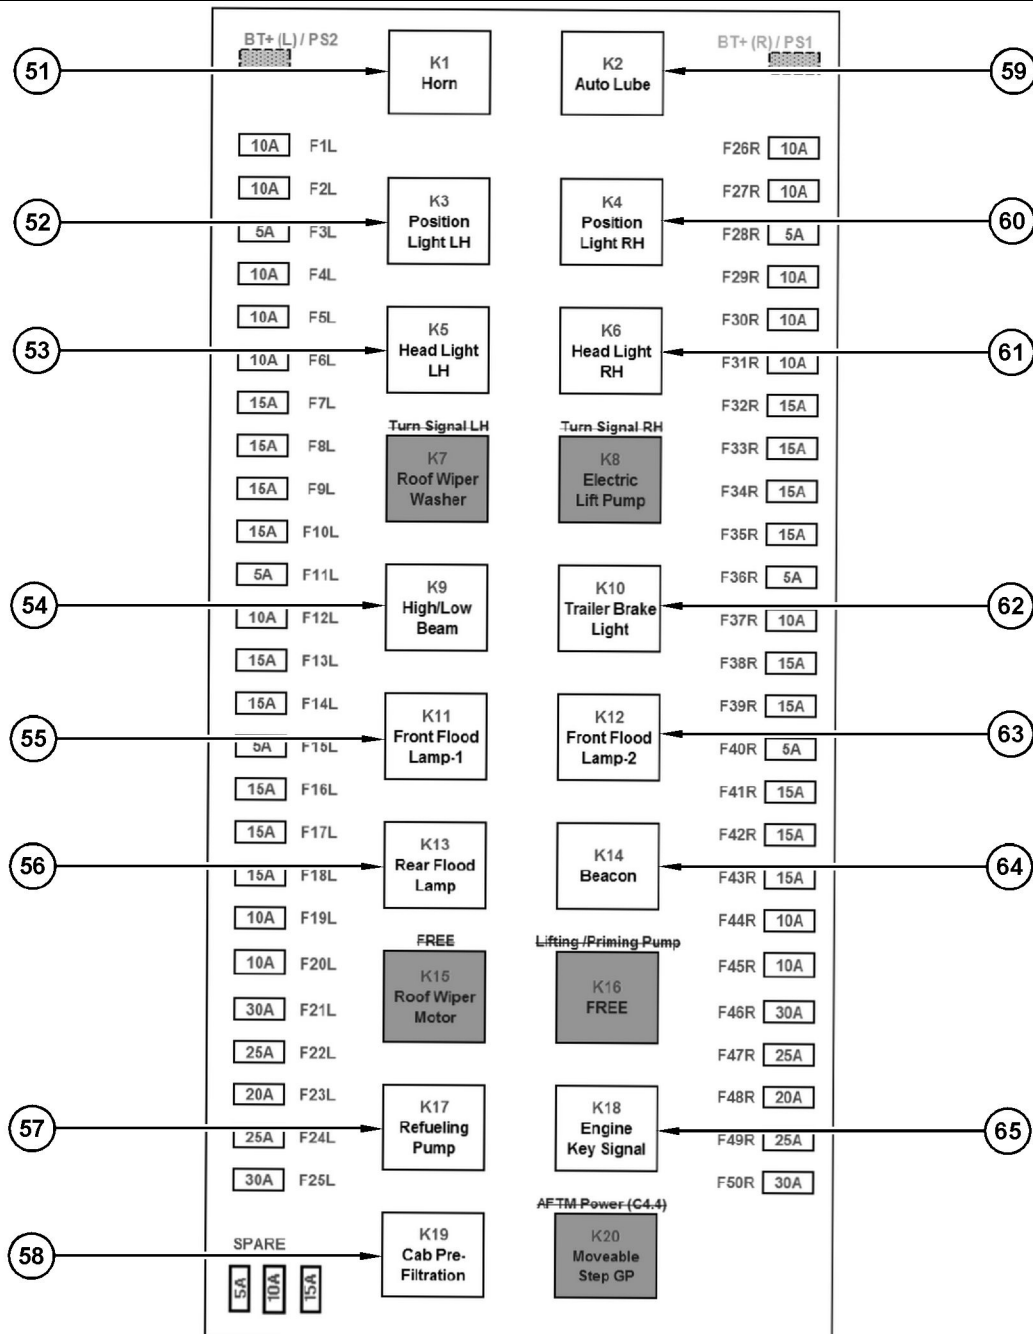 BT+ (L) / PS2
BT+ (R) / PS1
51
K1
Horn
K2
Auto Lube
59
10A F1L
F26R 10A
10A F2L
F27R 10A
52
K3
Position
Light LH
K4
Position
Light RH
60
5A F3L
F28R 5A
10A F4L
F29R 10A
10A F5L
F30R 10A
53
K5
Head Light
LH
K6
Head Light
RH
61
10A F6L
F31R 10A
15A F7L
F32R 15A
Turn Signal LH
Turn Signal RH
15A F8L
F33R 15A
K7
Roof Wiper
Washer
K8
Electric
Lift Pump
15A F9L
F34R 15A
15A F10L
F35R 15A
5A F11L
F36R 5A
54
K9
High/Low
Beam
K10
Trailer Brake
Light
62
10A F12L
F37R 10A
15A F13L
F38R 15A
15A F14L
F39R 15A
55
K11
Front Flood
Lamp-1
K12
Front Flood
Lamp-2
63
5A F15L
F40R 5A
15A F16L
F41R 15A
15A F17L
F42R 15A
56
K13
Rear Flood
Lamp
K14
Beacon
64
15A F18L
F43R 15A
10A F19L
F44R 10A
FREE
Lifting /Priming Pump
10A F20L
F45R 10A
K15
Roof Wiper
Motor
K16
FREE
30A F21L
F46R 30A
25A F22L
F47R 25A
20A F23L
F48R 20A
57
K17
Refueling
Pump
K18
Engine
Key Signal
65
25A F24L
F49R 25A
30A F25L
F50R 30A
AFTM Power (C4.4)
58
SPARE
5A
10A
15A
K19
Cab Pre-
Filtration
K20
Moveable
Step GP